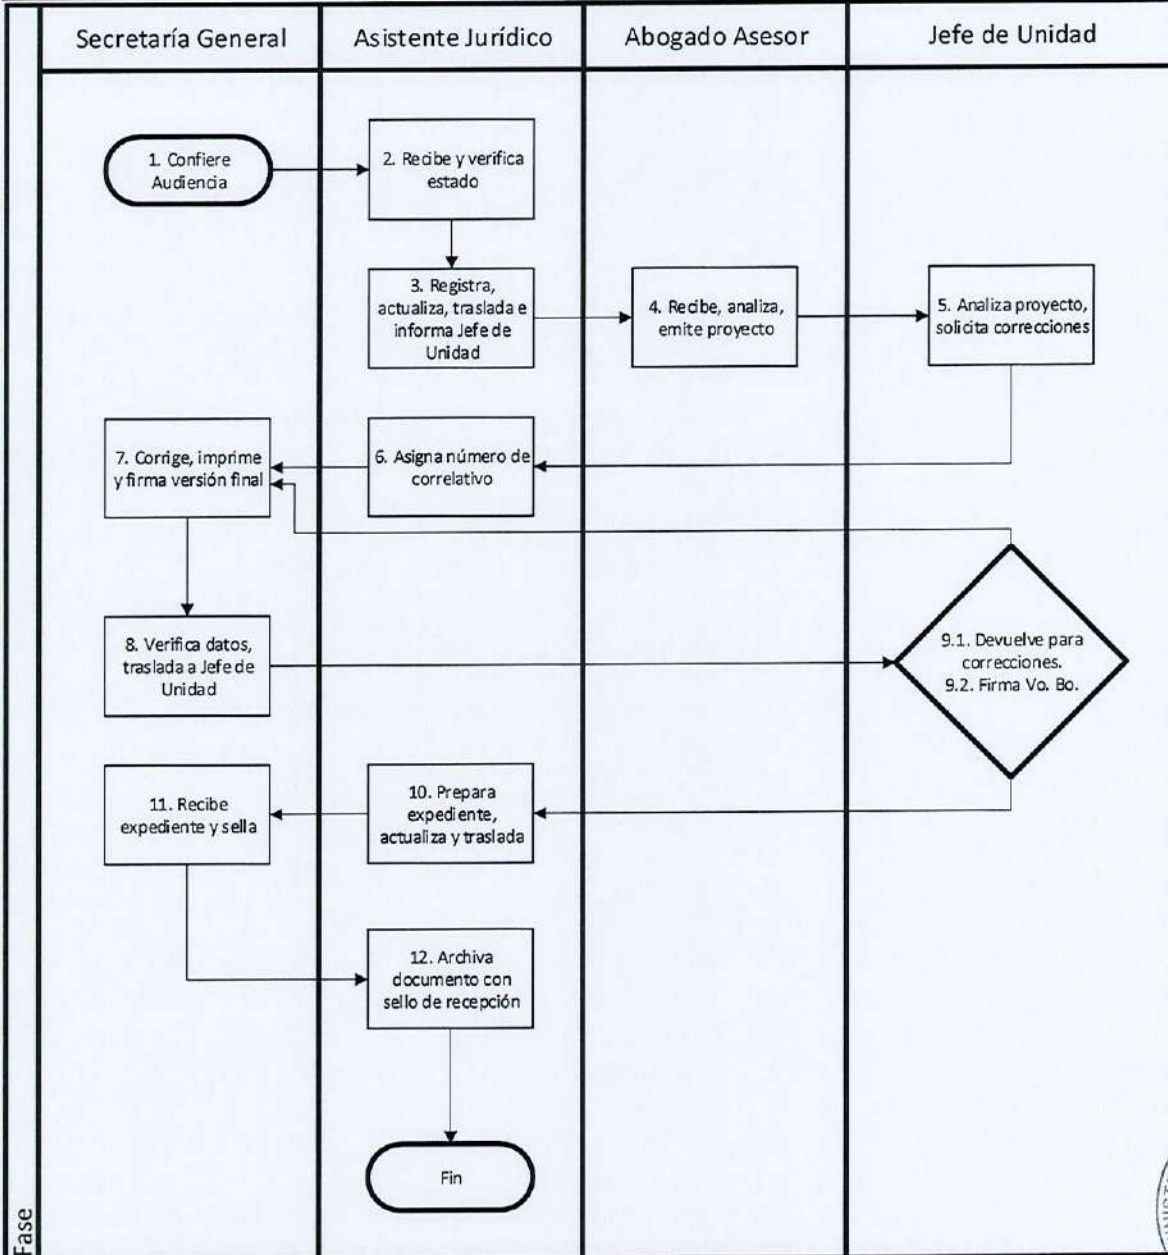 Secretaría General
Asistente Jurídico
Abogado Asesor
Jefe de Unidad
1. Confiere
Audiencia
2. Recibe y verifica
estado
3. Registra,
actualiza, traslada e
informa Jefe de
Unidad
4. Recibe, analiza,
emite proyecto
5. Analiza proyecto,
solicita correcciones
7. Corrige, imprime
y firma versión final
6. Asigna número de
correlativo
8. Verifica datos,
traslada a Jefe de
Unidad
9.1. Devuelve para
correcciones.
9.2. Firma Vo. Bo.
11. Recibe
expediente y sella
10. Prepara
expediente,
actualiza y traslada
12. Archiva
documento con
sello de recepción
Fin
Fase